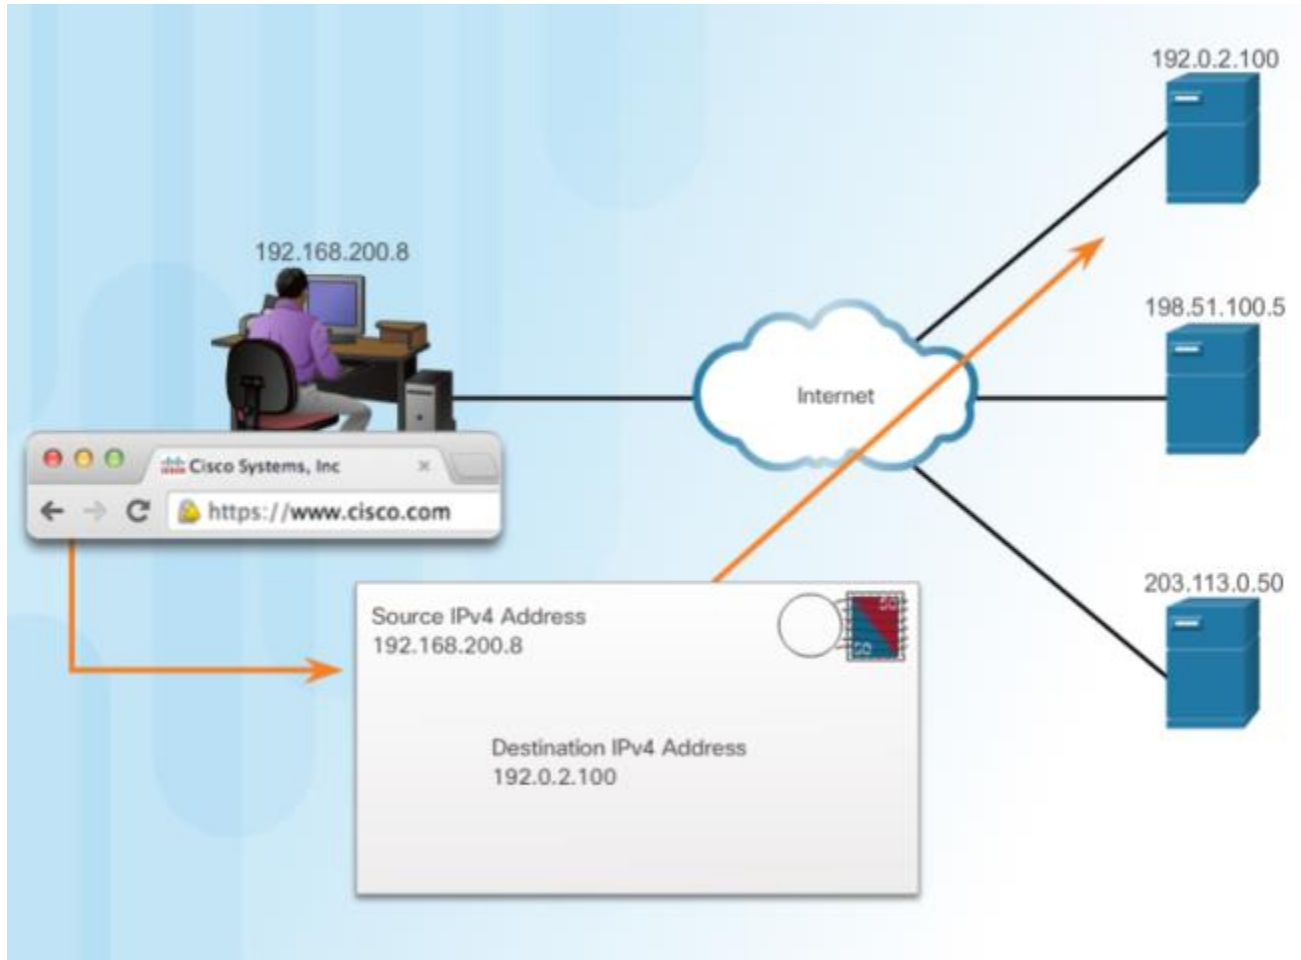 192.0.2.100
192.168.200.8
198.51.100.5
Internet
Cisco Systems, Inc
https://www.cisco.com
203.113.0.50
Source IPv4 Address
192.168.200.8
50
50
Destination IPv4 Address
192.0.2.100